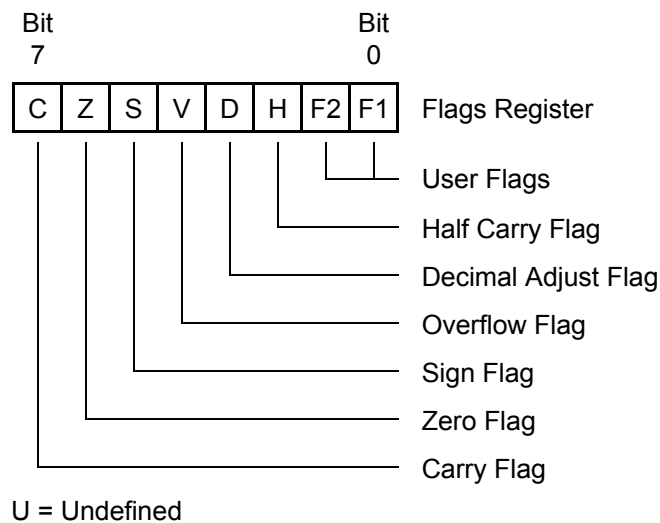 Bit Bit
7 0
C Z S V D H F2 F1 Flags Register
User Flags
Half Carry Flag
Decimal Adjust Flag
Overflow Flag
Sign Flag
Zero Flag
Carry Flag
U = Undefined